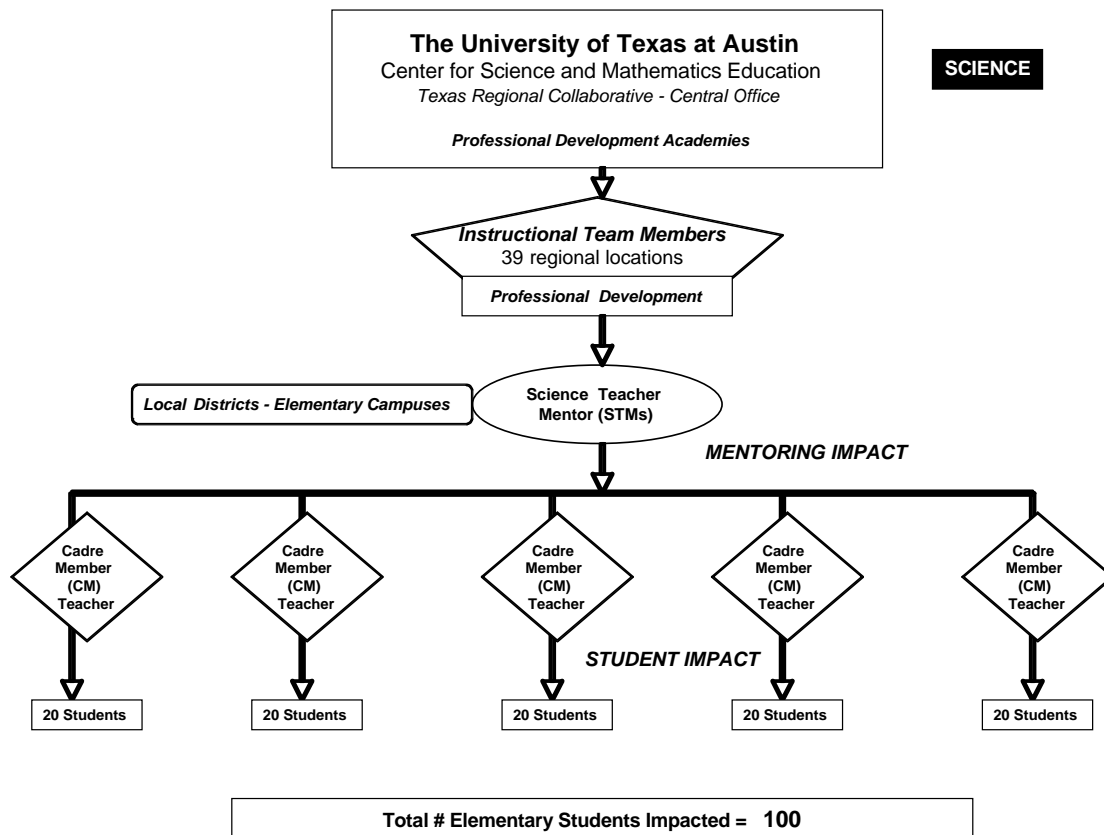 The University of Texas at Austin
Center for Science and Mathematics Education
Texas Regional Collaborative - Central Office
Professional Development Academies
SCIENCE
Instructional Team Members
39 regional locations
Professional Development
Local Districts - Elementary Campuses
Science Teacher
Mentor (STMs)
MENTORING IMPACT
Cadre
Member
(CM)
Teacher
Cadre
Member
(CM)
Teacher
Cadre
Member
(CM)
Teacher
Cadre
Member
(CM)
Teacher
Cadre
Member
(CM)
Teacher
STUDENT IMPACT
20 Students
20 Students
20 Students
20 Students
20 Students
Total # Elementary Students Impacted = 100